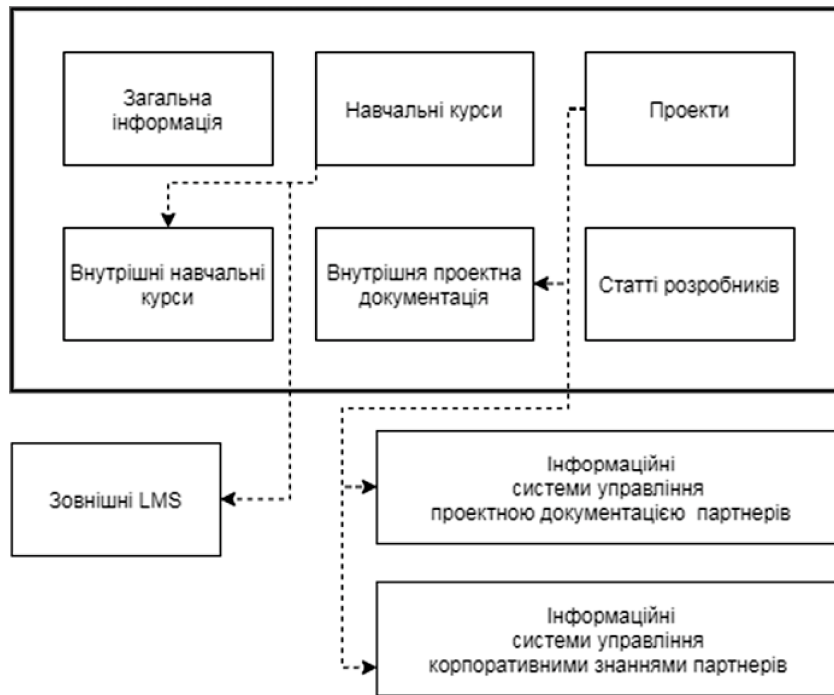 Загальна
інформація
Навчальні курси
Проекти
Внутрішні навчальні
курси
Внутрішня проектна
документація
Статті розробників
Зовнішні LMS
Інформаційні
системи управління
проектною документацією партнерів
Інформаційні
системи управління
корпоративними знаннями партнерів